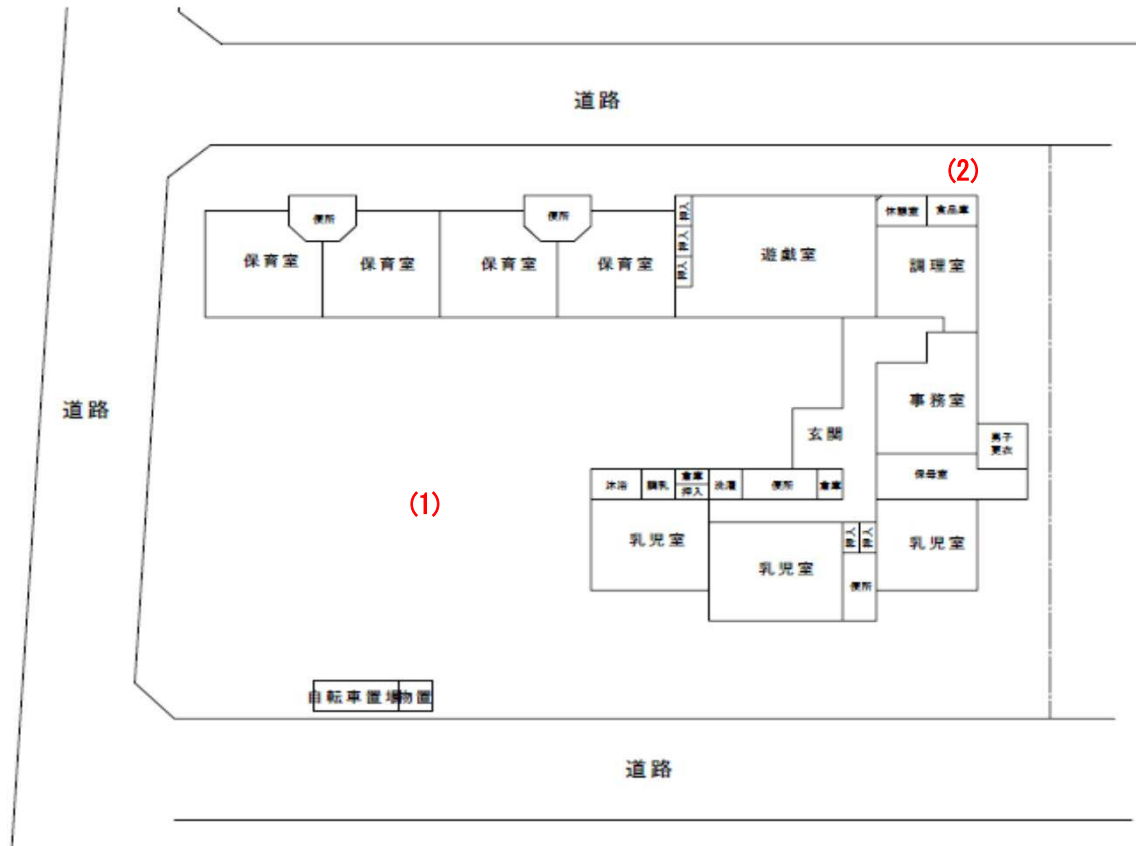 道路
(2)
便所
便所
押入
休憩室
食品庫
保育室
保育室
保育室
保育室
押入
遊戯室
調理室
押入
道路
事務室
玄関
男子
更衣
沐浴
調乳
倉庫
押入
洗濯
便所
倉庫
保母室
(1)
乳児室
乳児室
押入
押入
乳児室
便所
自転車置場
物置
道路